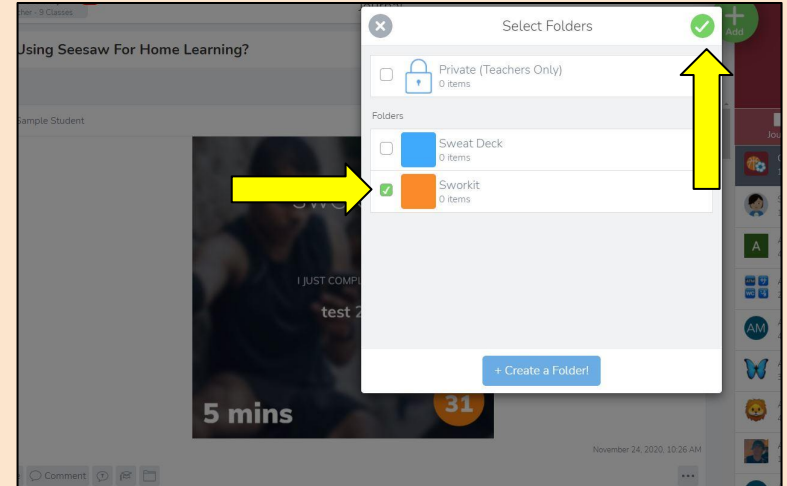 - 9 Classes
Using Seesaw For Home Learning?
Sample Student
Select Folders
Add
Private (Teachers Only)
0 items
Folders
Sweat Deck
0 items
Sworkit
0 items
I JUST
test
+ Create a Folder!
5 mins
31
November 24, 2020, 10:26 AM
Comment
A
AM